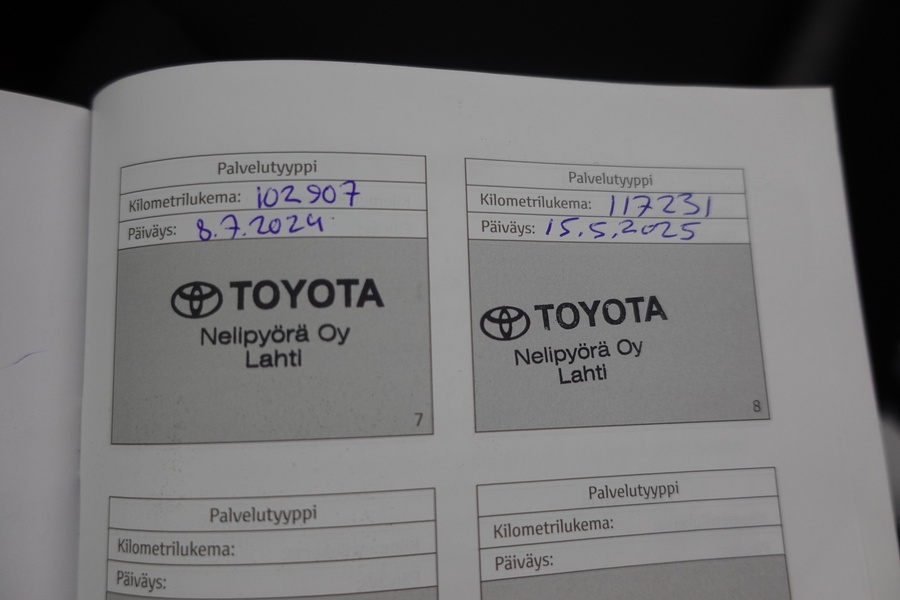 Palvelutyyppi
Kilometrilukema: 102907
Päiväys: 8.7.2024
TOYOTA
Nelipyörä Oy
Lahti
7
Palvelutyyppi
Kilometrilukema: 117231
Päiväys: 15.5.2025
TOYOTA
Nelipyörä Oy
Lahti
8
Palvelutyyppi
Kilometrilukema:
Päiväys:
Palvelutyyppi
Kilometrilukema:
Päiväys: